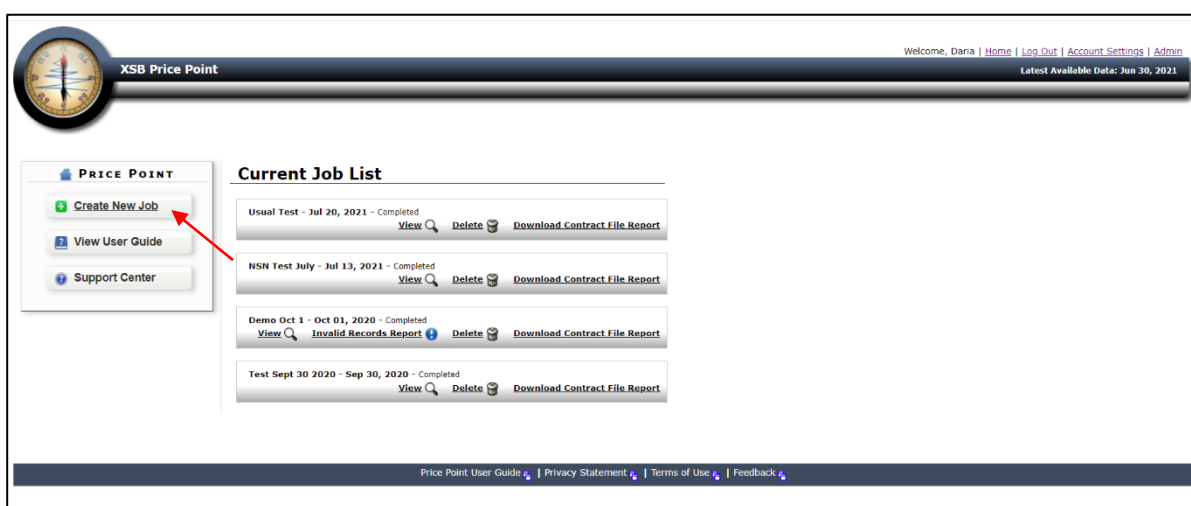 Welcome, Daria | Home | Log Out | Account Settings | Admin
XSB Price Point
Latest Available Data: Jun 30, 2021
PRICE POINT
Create New Job
View User Guide
Support Center
Current Job List
Usual Test - Jul 20, 2021 - Completed
View Delete Download Contract File Report
NSN Test July - Jul 13, 2021 - Completed
View Delete Download Contract File Report
Demo Oct 1 - Oct 01, 2020 - Completed
View Invalid Records Report Delete Download Contract File Report
Test Sept 30 2020 - Sep 30, 2020 - Completed
View Delete Download Contract File Report
Price Point User Guide | Privacy Statement | Terms of Use | Feedback